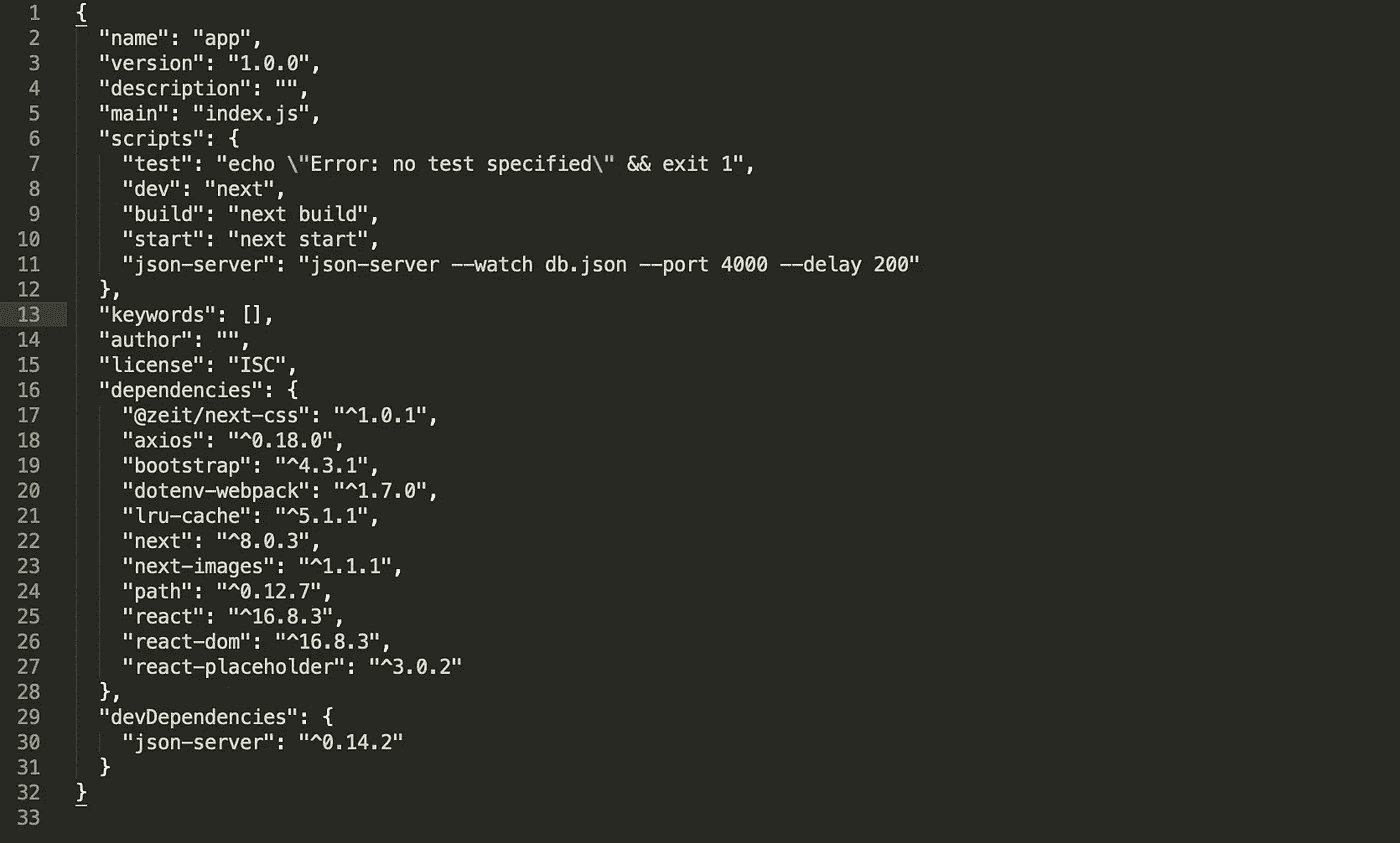 1 {
2   "name": "app",
3   "version": "1.0.0",
4   "description": "",
5   "main": "index.js",
6   "scripts": {
7     "test": "echo \"Error: no test specified\" && exit 1",
8     "dev": "next",
9     "build": "next build",
10     "start": "next start",
11     "json-server": "json-server --watch db.json --port 4000 --delay 200"
12   },
13   "keywords": [],
14   "author": "",
15   "license": "ISC",
16   "dependencies": {
17     "@zeit/next-css": "^1.0.1",
18     "axios": "^0.18.0",
19     "bootstrap": "^4.3.1",
20     "dotenv-webpack": "^1.7.0",
21     "lru-cache": "^5.1.1",
22     "next": "^8.0.3",
23     "next-images": "^1.1.1",
24     "path": "^0.12.7",
25     "react": "^16.8.3",
26     "react-dom": "^16.8.3",
27     "react-placeholder": "^3.0.2"
28   },
29   "devDependencies": {
30     "json-server": "^0.14.2"
31   }
32 }
33